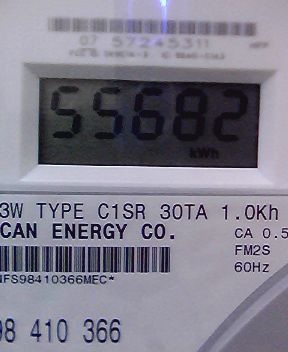 07 57245311
55682
kWh
3W TYPE C1SR 30TA 1.0Kh
CAN ENERGY CO.
CA 0.5
FM2S
60Hz
NFS98410366MEC*
98 410 366